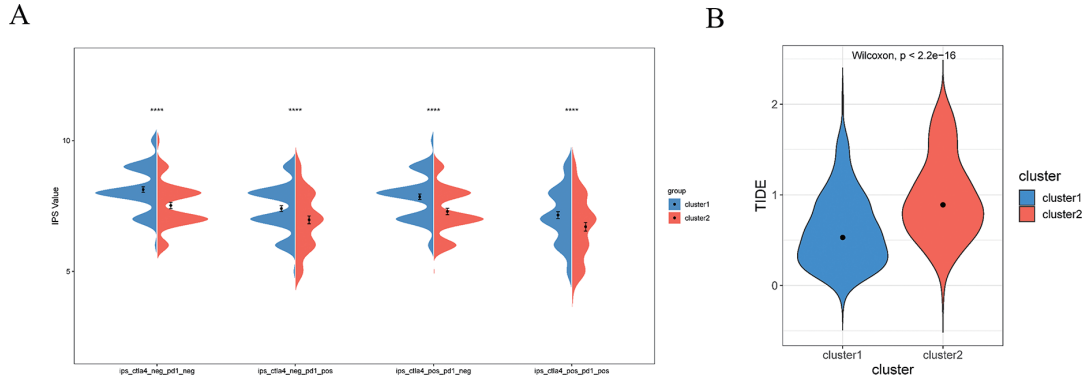 A
B
IPS Value
10
5
****
****
****
****
ips_ctla4_neg_pd1_neg
ips_ctla4_neg_pd1_pos
ips_ctla4_pos_pd1_neg
ips_ctla4_pos_pd1_pos
group
cluster1
cluster2
Wilcoxon, p < 2.2e−16
TIDE
2
1
0
cluster1
cluster2
cluster
cluster
cluster1
cluster2